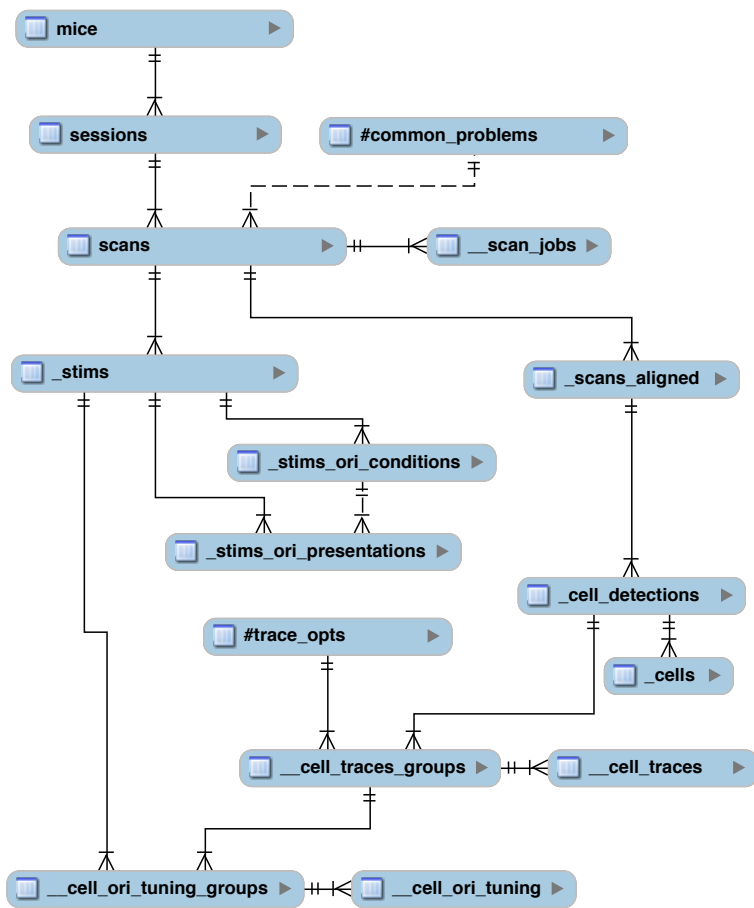 mice
sessions
#common_problems
scans
__scan_jobs
_stims
_scans_aligned
_stims_ori_conditions
_stims_ori_presentations
_cell_detections
#trace_opts
_cells
__cell_traces_groups
__cell_traces
__cell_ori_tuning_groups
__cell_ori_tuning